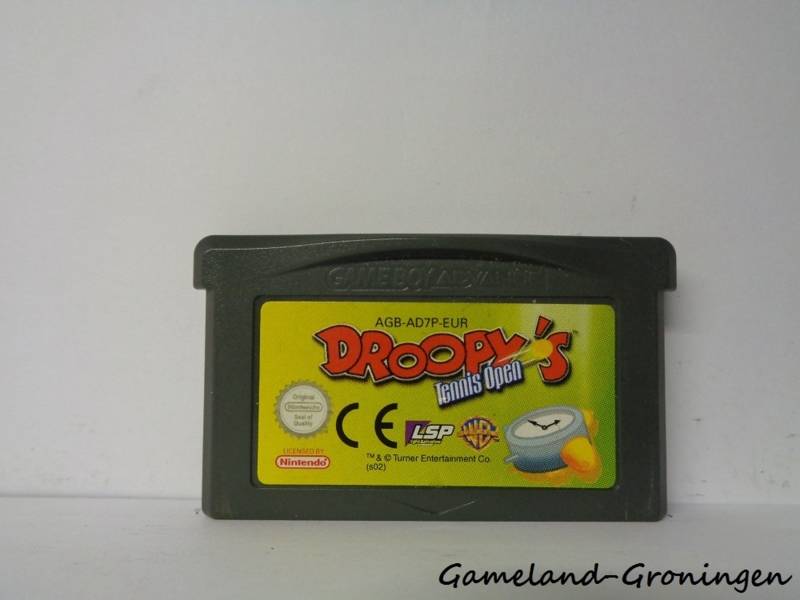 GAME BOY ADVANCE
AGB-AD7P-EUR
DROOPY'S™
Tennis Open
Original
Nintendo
Seal of
Quality
CE
LSP
WB
LICENSED BY
Nintendo
™ & © Turner Entertainment Co.
(s02)
Gameland-Groningen